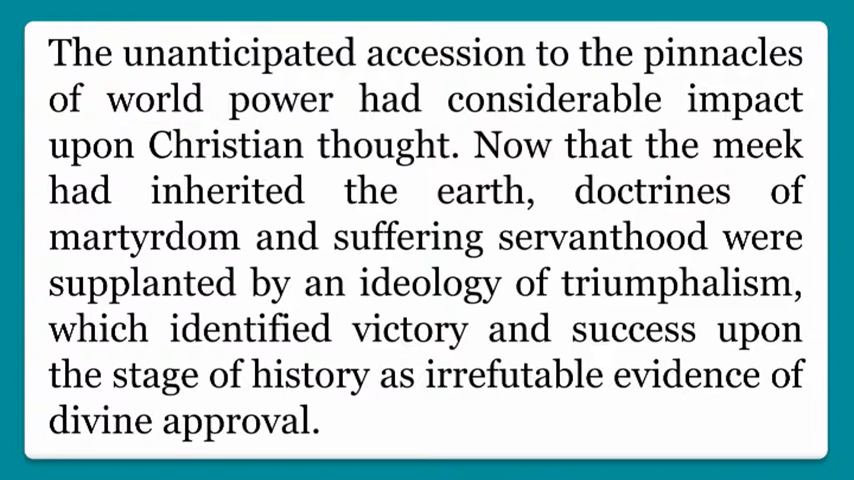 The unanticipated accession to the pinnacles
of world power had considerable impact
upon Christian thought. Now that the meek
had inherited the earth, doctrines of
martyrdom and suffering servanthood were
supplanted by an ideology of triumphalism,
which identified victory and success upon
the stage of history as irrefutable evidence of
divine approval.